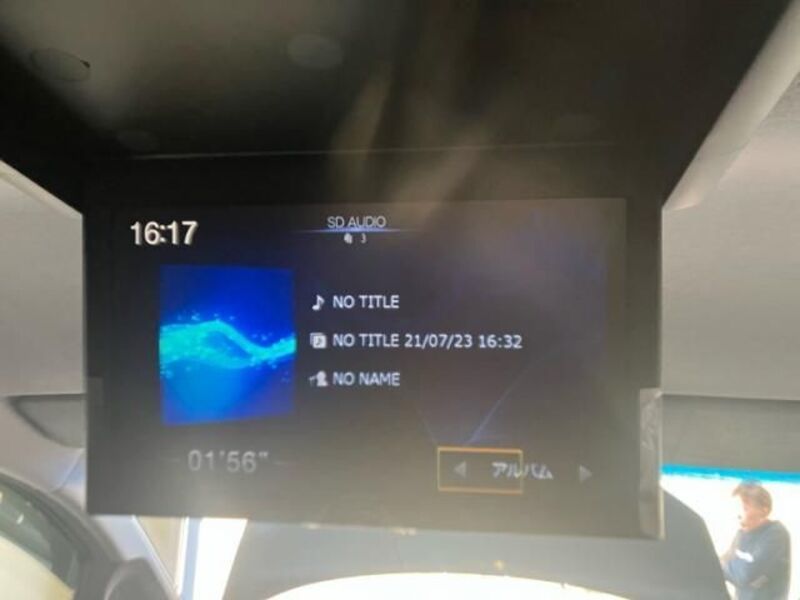 16:17
SD AUDIO
3
NO TITLE
NO TITLE 21/07/23 16:32
NO NAME
01'56"
アルバム